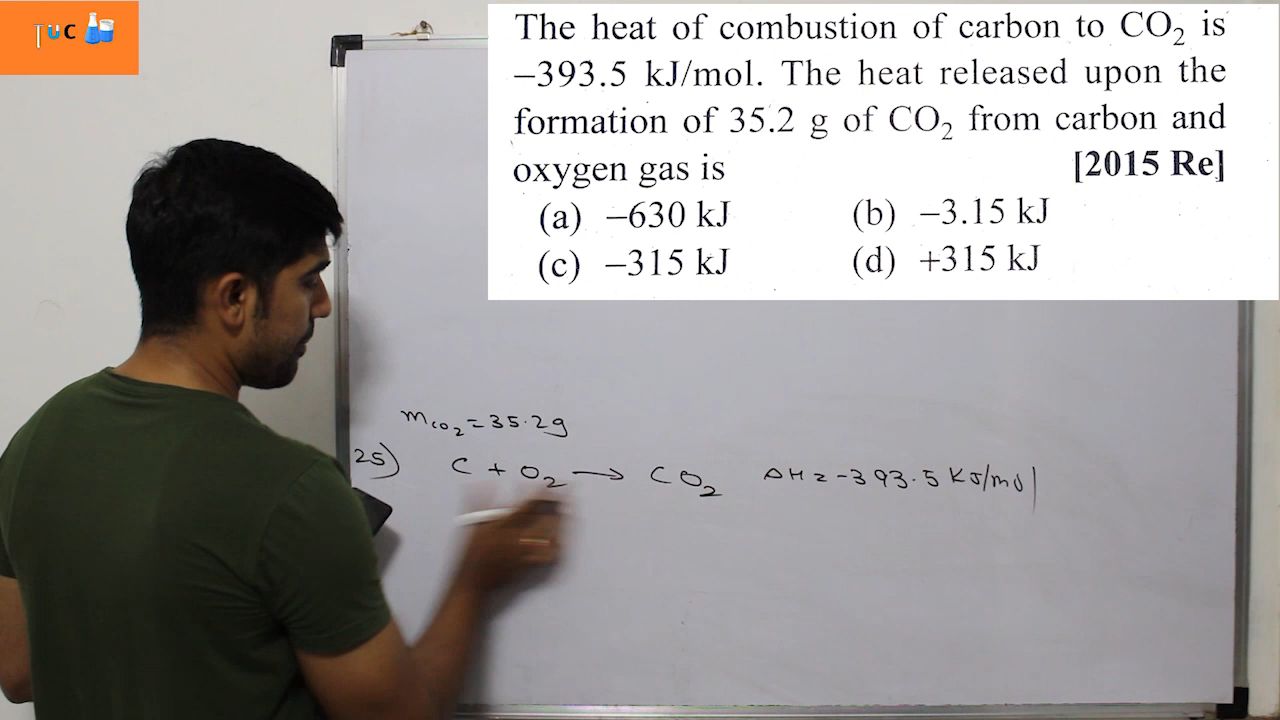 TUC
The heat of combustion of carbon to CO₂ is
–393.5 kJ/mol. The heat released upon the
formation of 35.2 g of CO₂ from carbon and
oxygen gas is [2015 Re]
(a) –630 kJ (b) –3.15 kJ
(c) –315 kJ (d) +315 kJ
mCO₂ = 35.2g
25) C + O₂ → CO₂ ΔH = -393.5 KJ/mol